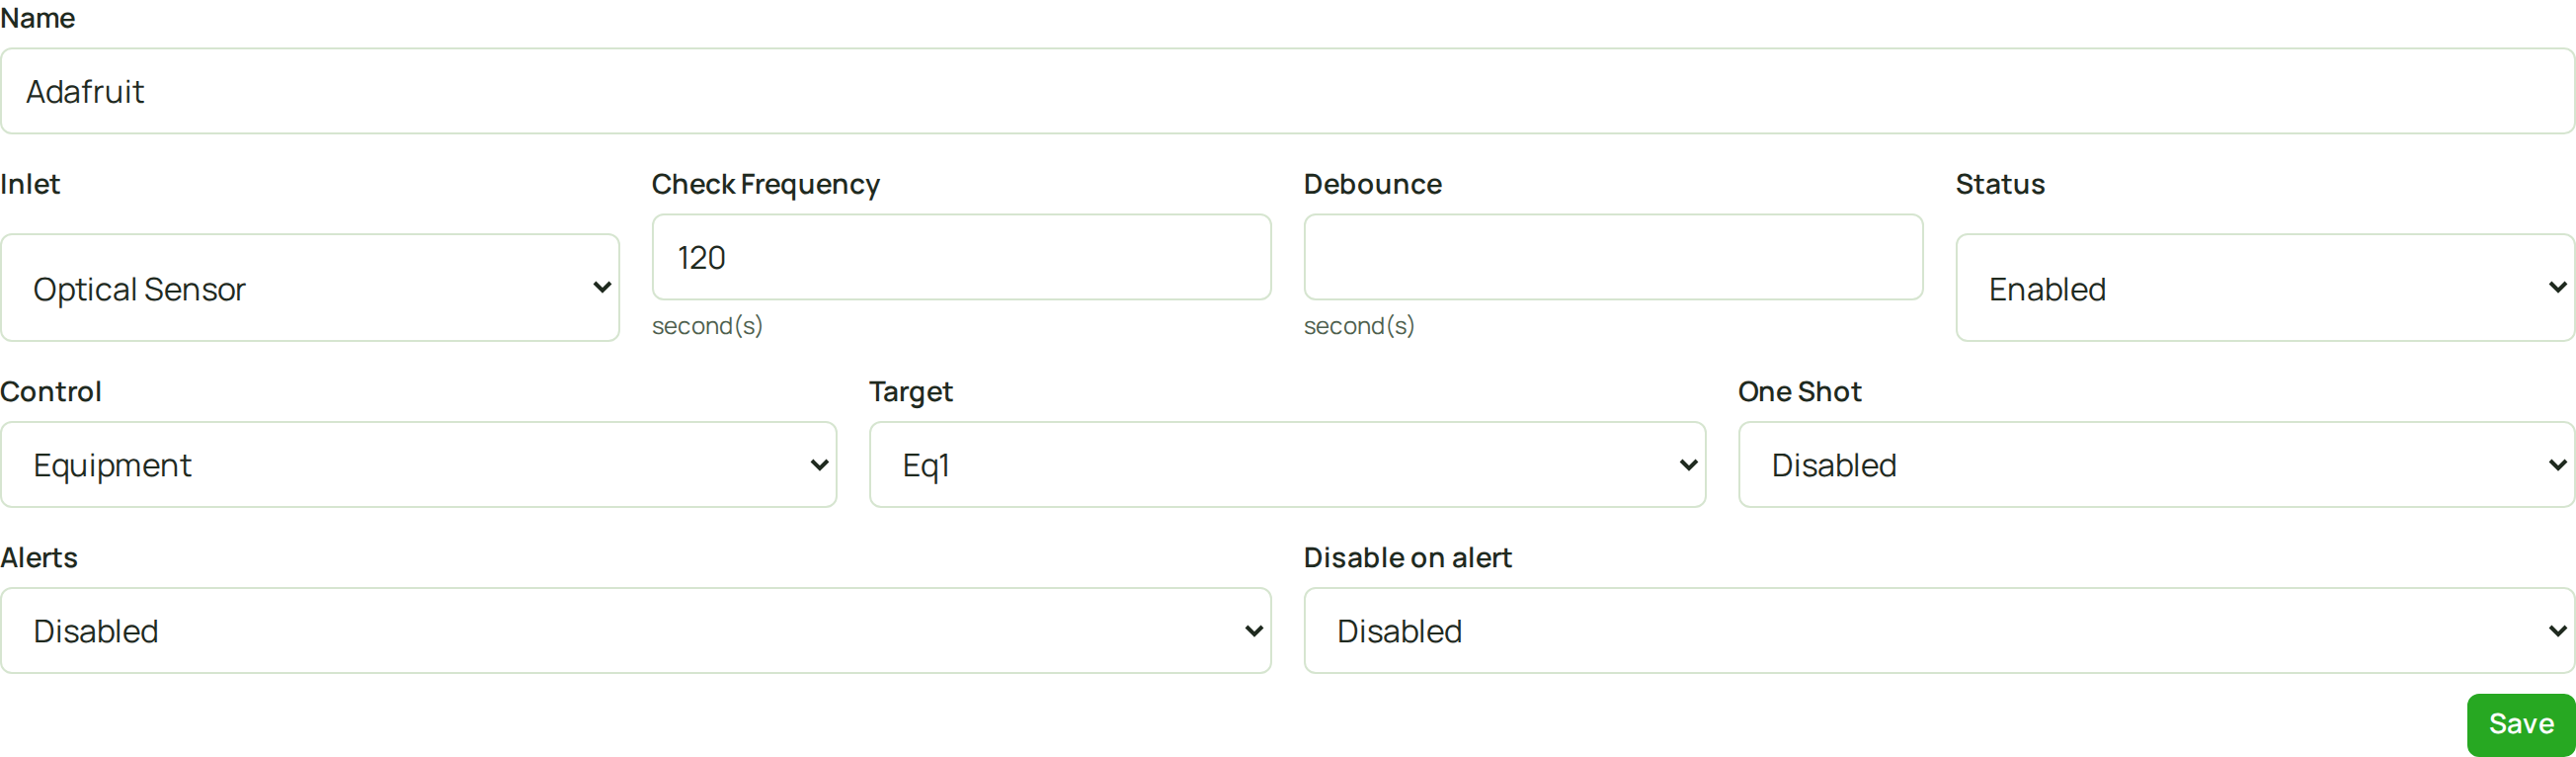 Name
Adafruit
Inlet Check Frequency Debounce Status
Optical Sensor 120 Enabled
second(s) second(s)
Control Target One Shot
Equipment Eq1 Disabled
Alerts Disable on alert
Disabled Disabled
Save